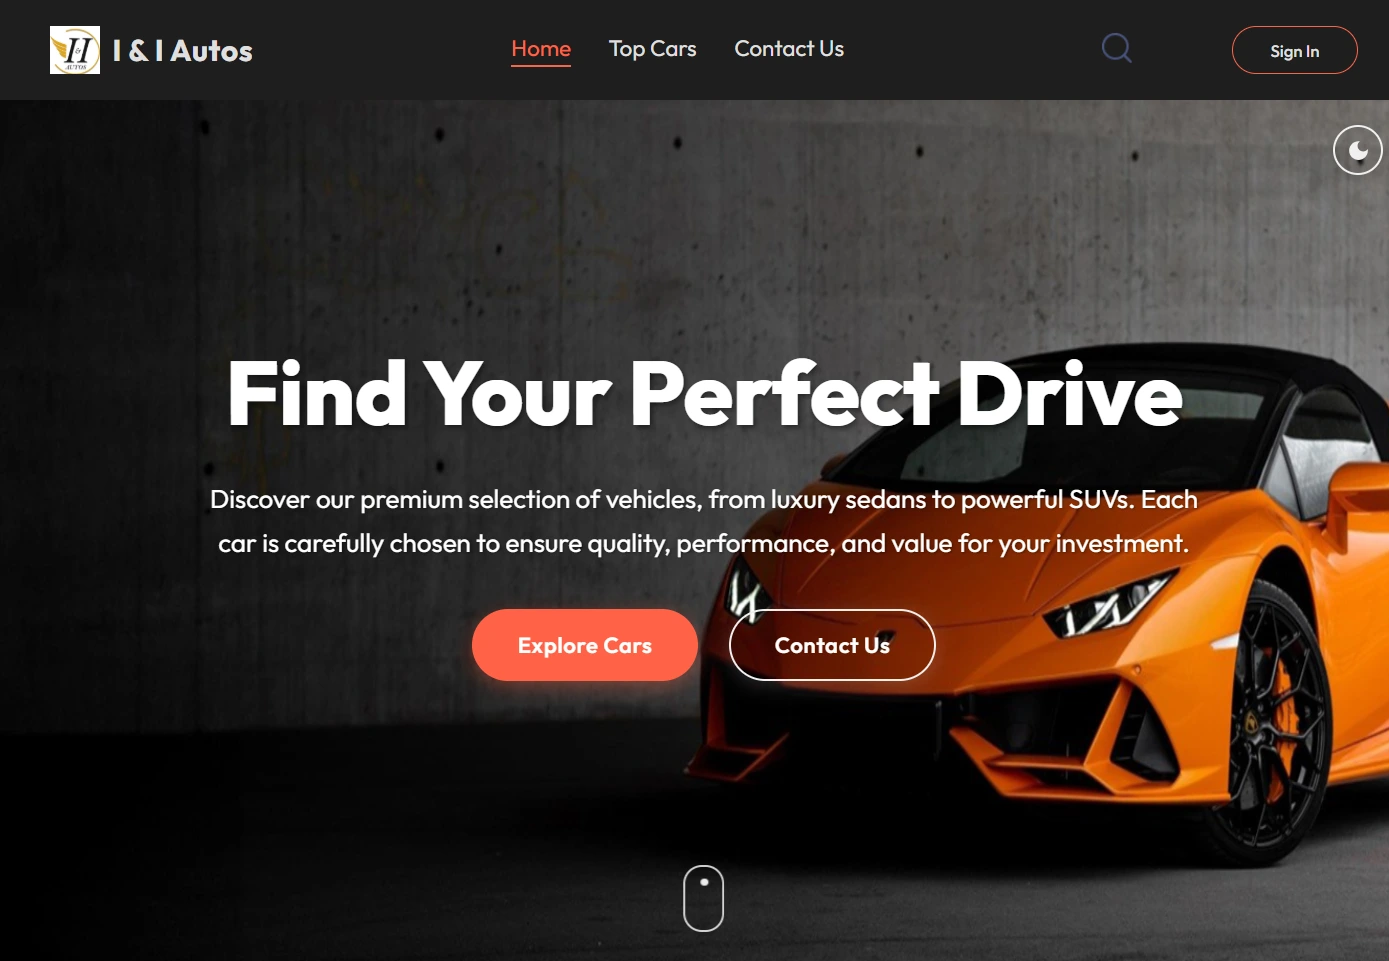 II
&
AUTOS
I & I Autos
Home
Top Cars
Contact Us
Sign In
Find Your Perfect Drive
Discover our premium selection of vehicles, from luxury sedans to powerful SUVs. Each
car is carefully chosen to ensure quality, performance, and value for your investment.
Explore Cars
Contact Us